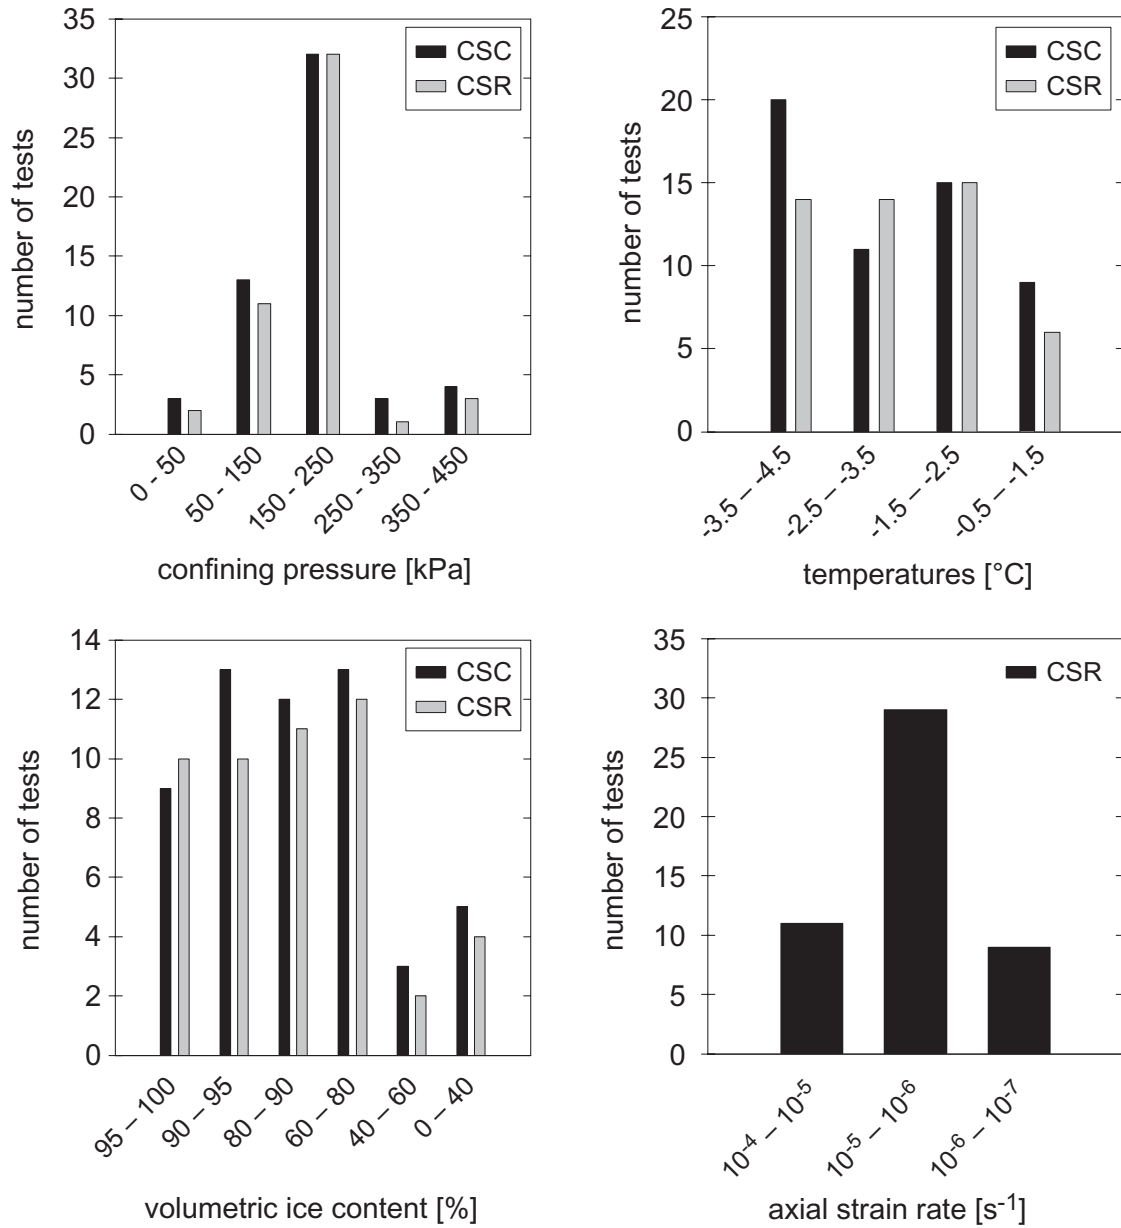 35
30
25
20
15
10
5
0
number of tests
CSC
CSR
0 - 50
50 - 150
150 - 250
250 - 350
350 - 450
confining pressure [kPa]
25
20
15
10
5
0
number of tests
CSC
CSR
-3.5 – -4.5
-2.5 – -3.5
-1.5 – -2.5
-0.5 – -1.5
temperatures [°C]
14
12
10
8
6
4
2
0
number of tests
CSC
CSR
95 – 100
90 – 95
80 – 90
60 – 80
40 – 60
0 – 40
volumetric ice content [%]
35
30
25
20
15
10
5
0
number of tests
CSR
10⁻⁴ – 10⁻⁵
10⁻⁵ – 10⁻⁶
10⁻⁶ – 10⁻⁷
axial strain rate [s⁻¹]